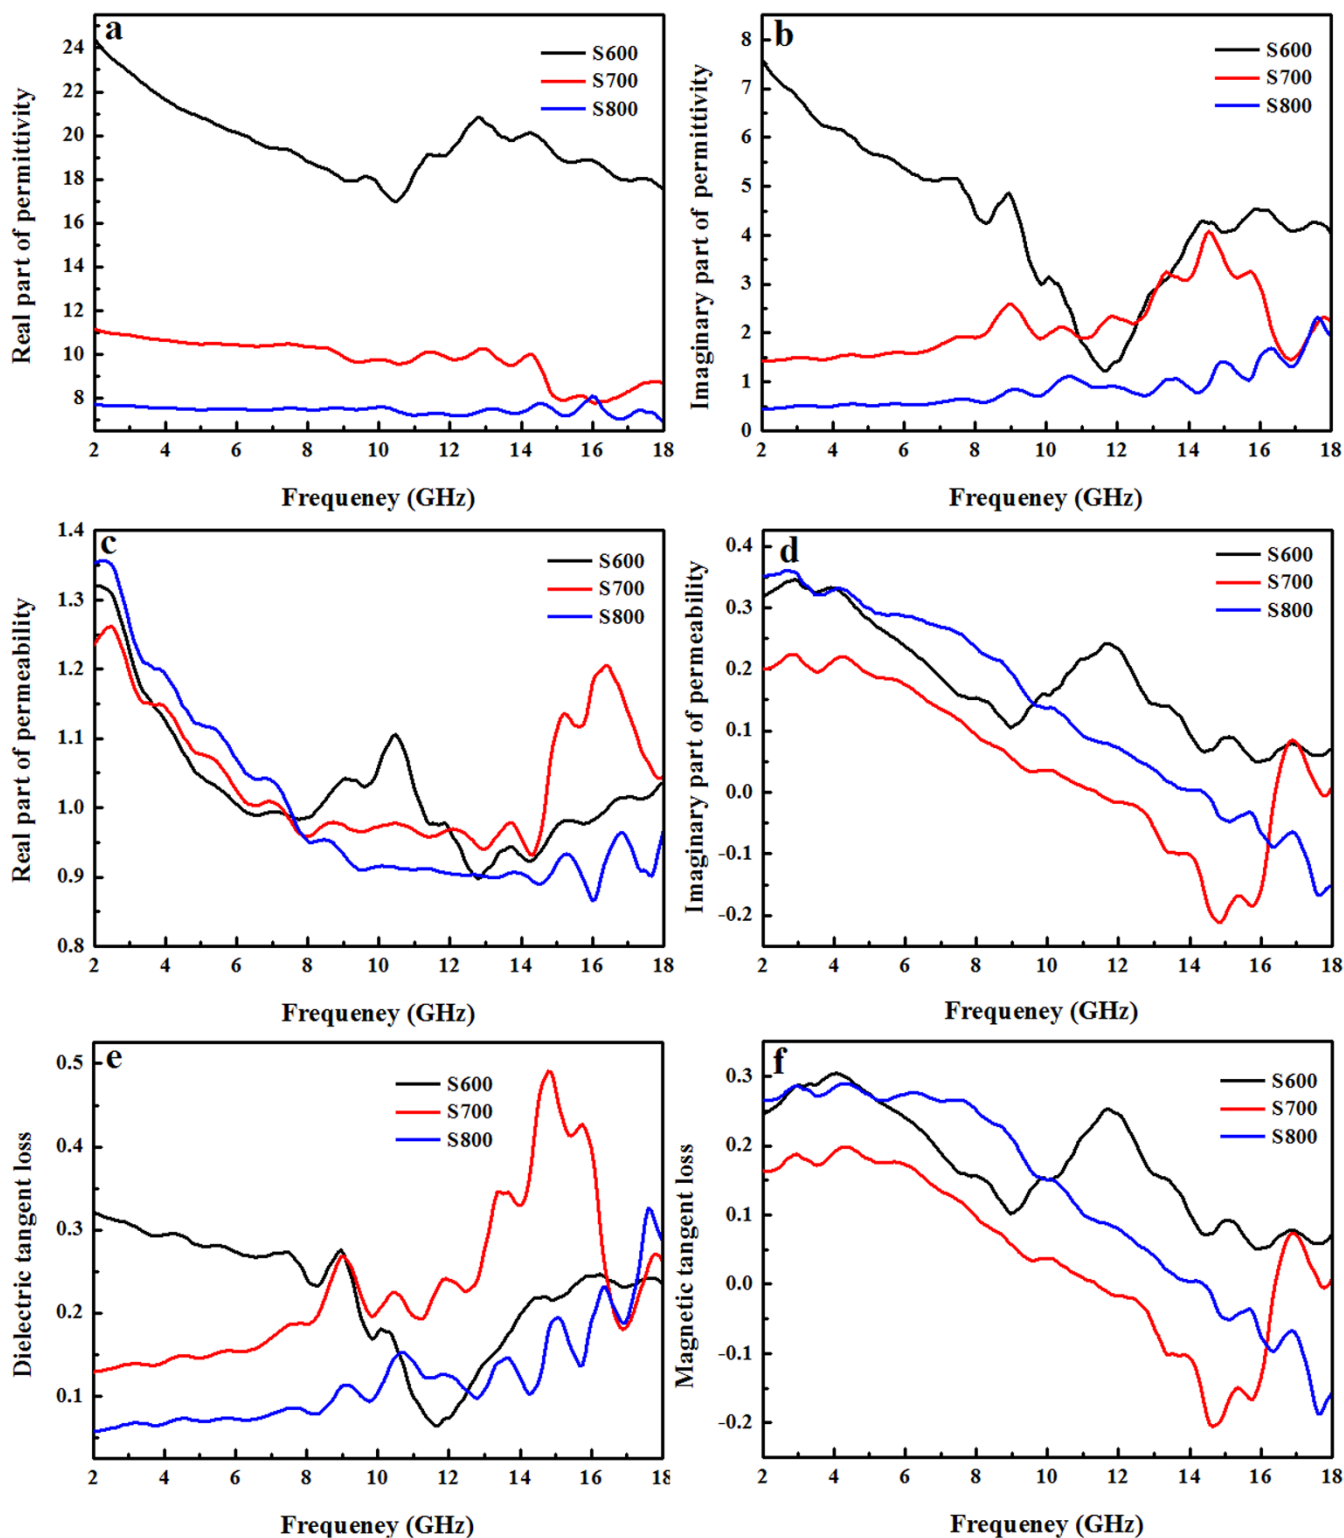 a
S600
S700
S800
Real part of permittivity
24
22
20
18
16
14
12
10
8
2 4 6 8 10 12 14 16 18
Frequeney (GHz)
b
S600
S700
S800
Imaginary part of permittivity
8
7
6
5
4
3
2
1
0
2 4 6 8 10 12 14 16 18
Frequeney (GHz)
c
S600
S700
S800
Real part of permeability
1.4
1.3
1.2
1.1
1.0
0.9
0.8
2 4 6 8 10 12 14 16 18
Frequeney (GHz)
d
S600
S700
S800
Imaginary part of permeability
0.4
0.3
0.2
0.1
0.0
-0.1
-0.2
2 4 6 8 10 12 14 16 18
Frequeney (GHz)
e
S600
S700
S800
Dielectric tangent loss
0.5
0.4
0.3
0.2
0.1
2 4 6 8 10 12 14 16 18
Frequeney (GHz)
f
S600
S700
S800
Magnetic tangent loss
0.3
0.2
0.1
0.0
-0.1
-0.2
2 4 6 8 10 12 14 16 18
Frequeney (GHz)